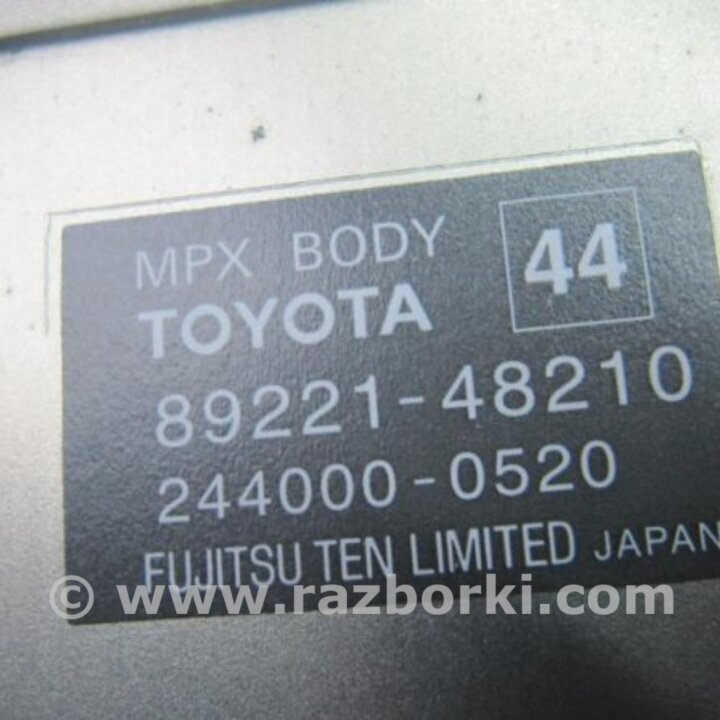 MPX BODY 44
TOYOTA
89221-48210
244000-0520
FUJITSU TEN LIMITED JAPAN
© www.razborki.com